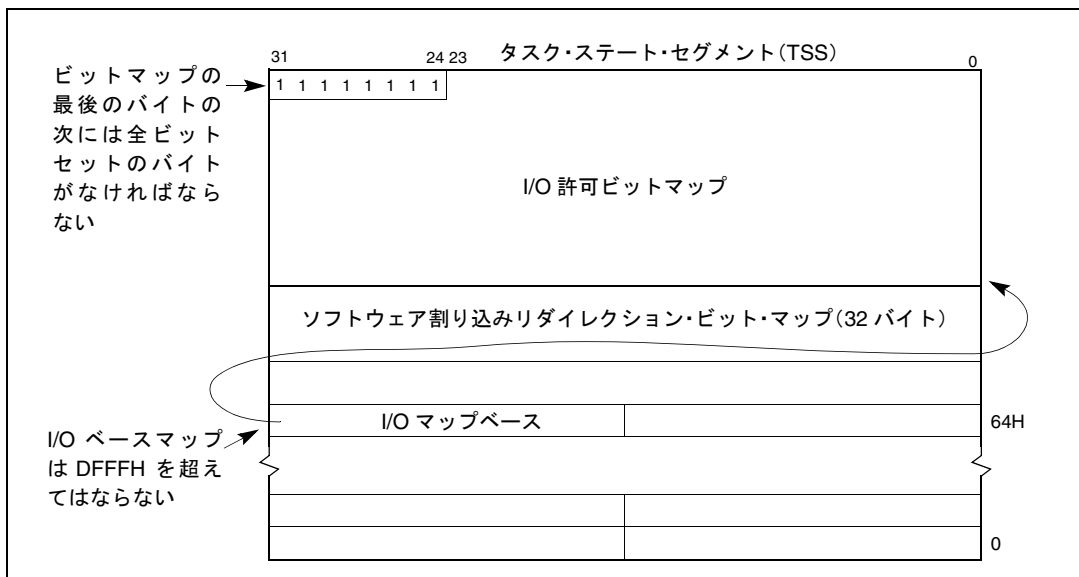 タスク・ステート・セグメント(TSS)
31
24 23
0
ビットマップの
最後のバイトの
次には全ビット
セットのバイト
がなければなら
ない
1 1 1 1 1 1 1 1
I/O 許可ビットマップ
ソフトウェア割り込みリダイレクション・ビット・マップ(32 バイト)
I/O マップベース
64H
I/O ベースマップ
は DFFFH を超え
てはならない
0